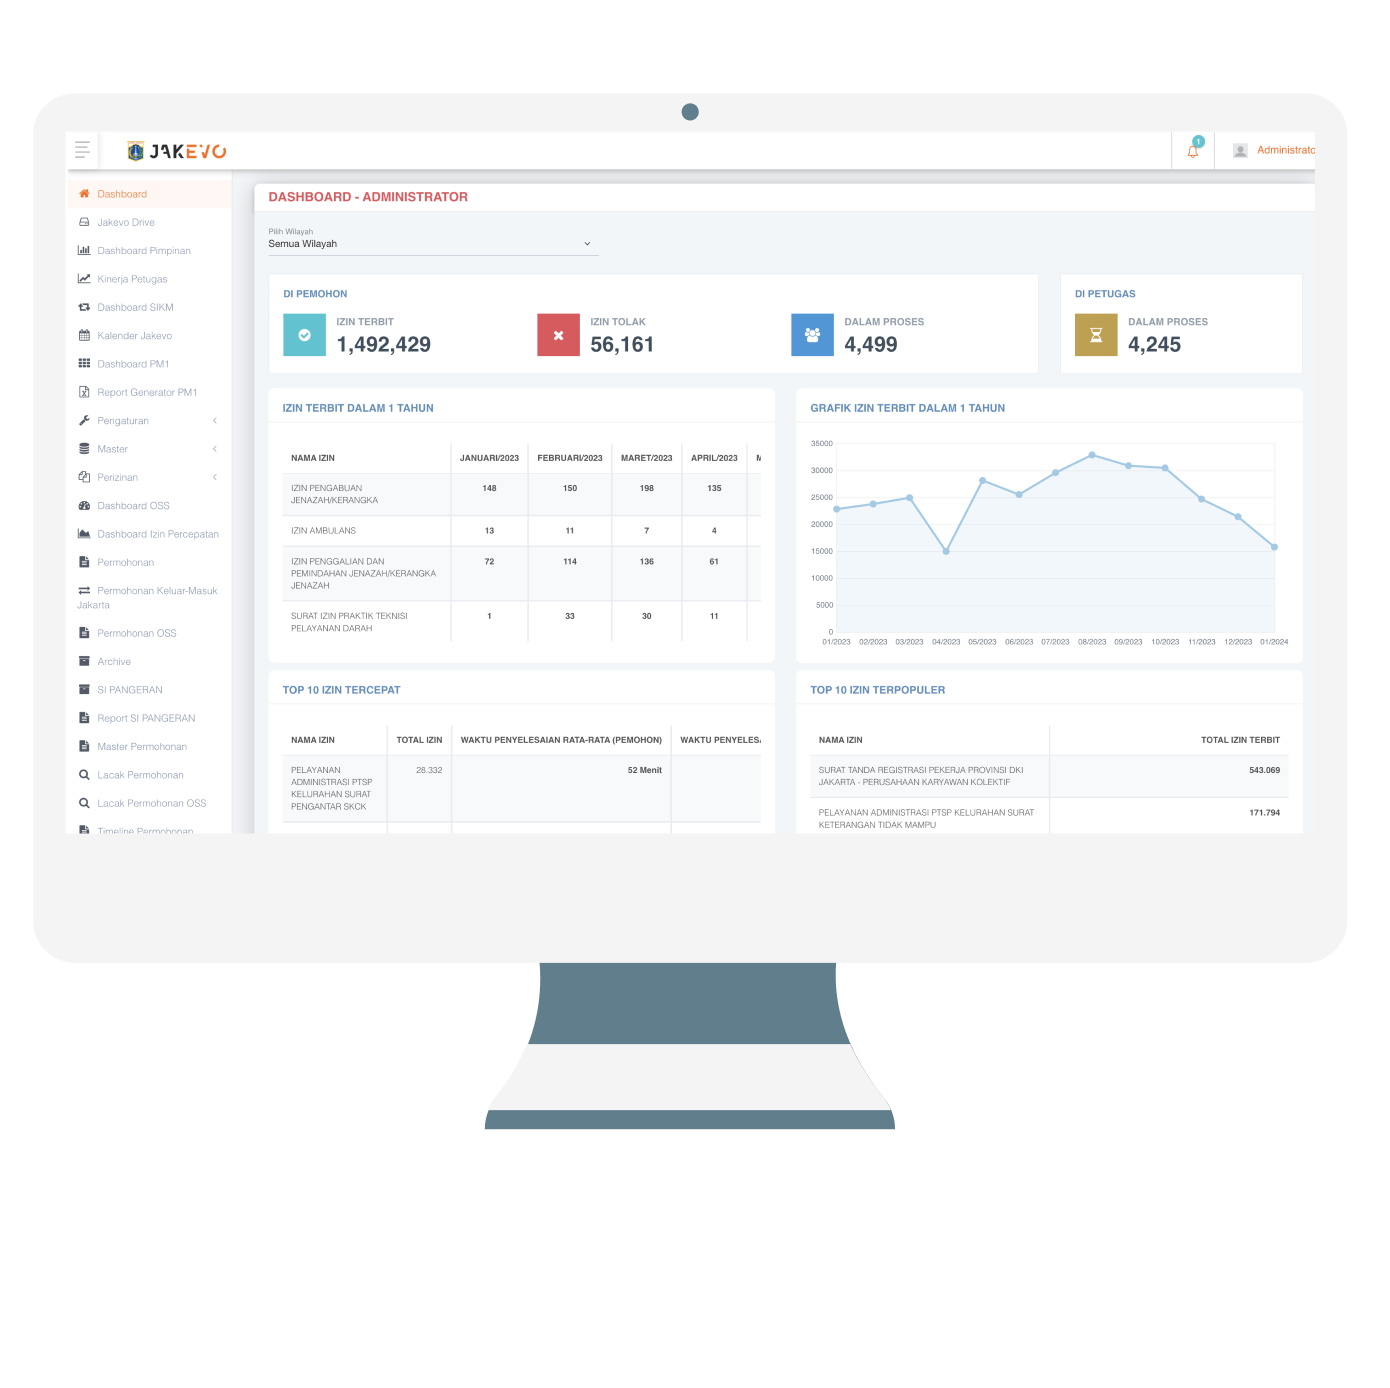 JAKEVO
1
Administrato
Dashboard
Jakevo Drive
Dashboard Pimpinan
Kinerja Petugas
Dashboard SIKM
Kalender Jakevo
Dashboard PM1
Report Generator PM1
Pengaturan
Master
Perizinan
Dashboard OSS
Dashboard Izin Percepatan
Permohonan
Permohonan Keluar-Masuk
Jakarta
Permohonan OSS
Archive
SI PANGERAN
Report SI PANGERAN
Master Permohonan
Lacak Permohonan
Lacak Permohonan OSS
Timeline Permohonan
DASHBOARD - ADMINISTRATOR
Pilih Wilayah
Semua Wilayah
DI PEMOHON
IZIN TERBIT
1,492,429
IZIN TOLAK
56,161
DALAM PROSES
4,499
DI PETUGAS
DALAM PROSES
4,245
IZIN TERBIT DALAM 1 TAHUN
NAMA IZIN JANUARI/2023 FEBRUARI/2023 MARET/2023 APRIL/2023 M
IZIN PENGABUAN 148 150 198 135
JENAZAH/KERANGKA
IZIN AMBULANS 13 11 7 4
IZIN PENGGALIAN DAN 72 114 136 61
PEMINDAHAN JENAZAH/KERANGKA
JENAZAH
SURAT IZIN PRAKTIK TEKNISI 1 33 30 11
PELAYANAN DARAH
GRAFIK IZIN TERBIT DALAM 1 TAHUN
35000
30000
25000
20000
15000
10000
5000
0
01/2023 02/2023 03/2023 04/2023 05/2023 06/2023 07/2023 08/2023 09/2023 10/2023 11/2023 12/2023 01/2024
TOP 10 IZIN TERCEPAT
NAMA IZIN TOTAL IZIN WAKTU PENYELESAIAN RATA-RATA (PEMOHON) WAKTU PENYELESA
PELAYANAN 28.332 52 Menit
ADMINISTRASI PTSP
KELURAHAN SURAT
PENGANTAR SKCK
TOP 10 IZIN TERPOPULER
NAMA IZIN TOTAL IZIN TERBIT
SURAT TANDA REGISTRASI PEKERJA PROVINSI DKI 543.069
JAKARTA - PERUSAHAAN KARYAWAN KOLEKTIF
PELAYANAN ADMINISTRASI PTSP KELURAHAN SURAT 171.794
KETERANGAN TIDAK MAMPU